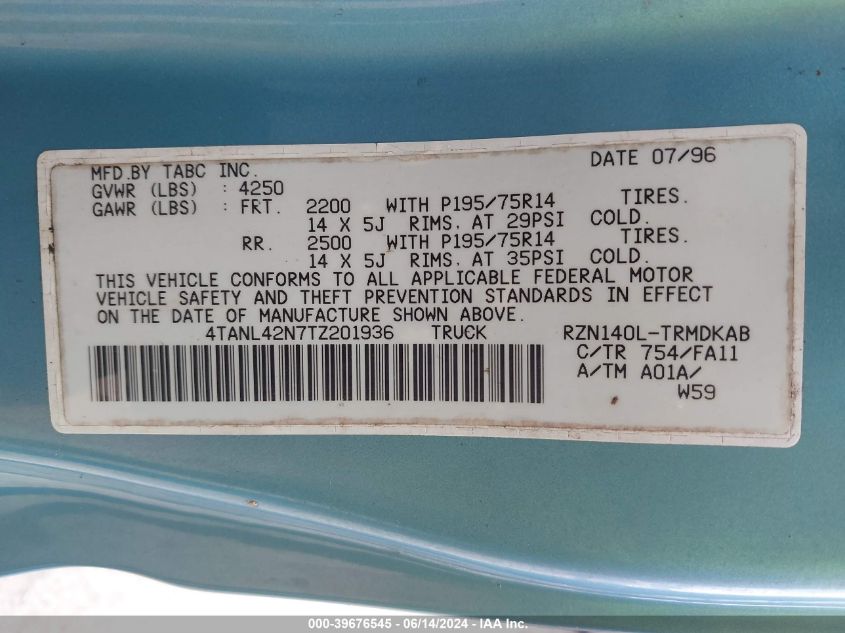 MFD.BY TABC INC. DATE 07/96
GVWR (LBS) : 4250
GAWR (LBS) : FRT. 2200 WITH P195/75R14 TIRES.
14 X 5J RIMS. AT 29PSI COLD.
RR. 2500 WITH P195/75R14 TIRES.
14 X 5J RIMS. AT 35PSI COLD.
THIS VEHICLE CONFORMS TO ALL APPLICABLE FEDERAL MOTOR
VEHICLE SAFETY AND THEFT PREVENTION STANDARDS IN EFFECT
ON THE DATE OF MANUFACTURE SHOWN ABOVE.
4TANL42N7TZ201936 TRUCK RZN140L-TRMDKAB
C/TR 754/FA11
A/TM A01A/
W59
000-39676545 - 06/14/2024 - IAA Inc.